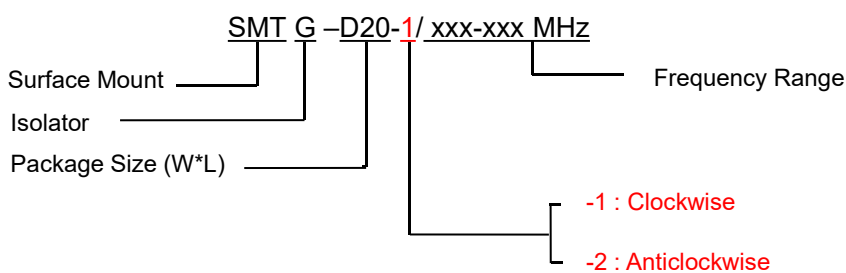 SMT G –D20-1/ xxx-xxx MHz
Surface Mount
Frequency Range
Isolator
Package Size (W*L)
-1 : Clockwise
-2 : Anticlockwise